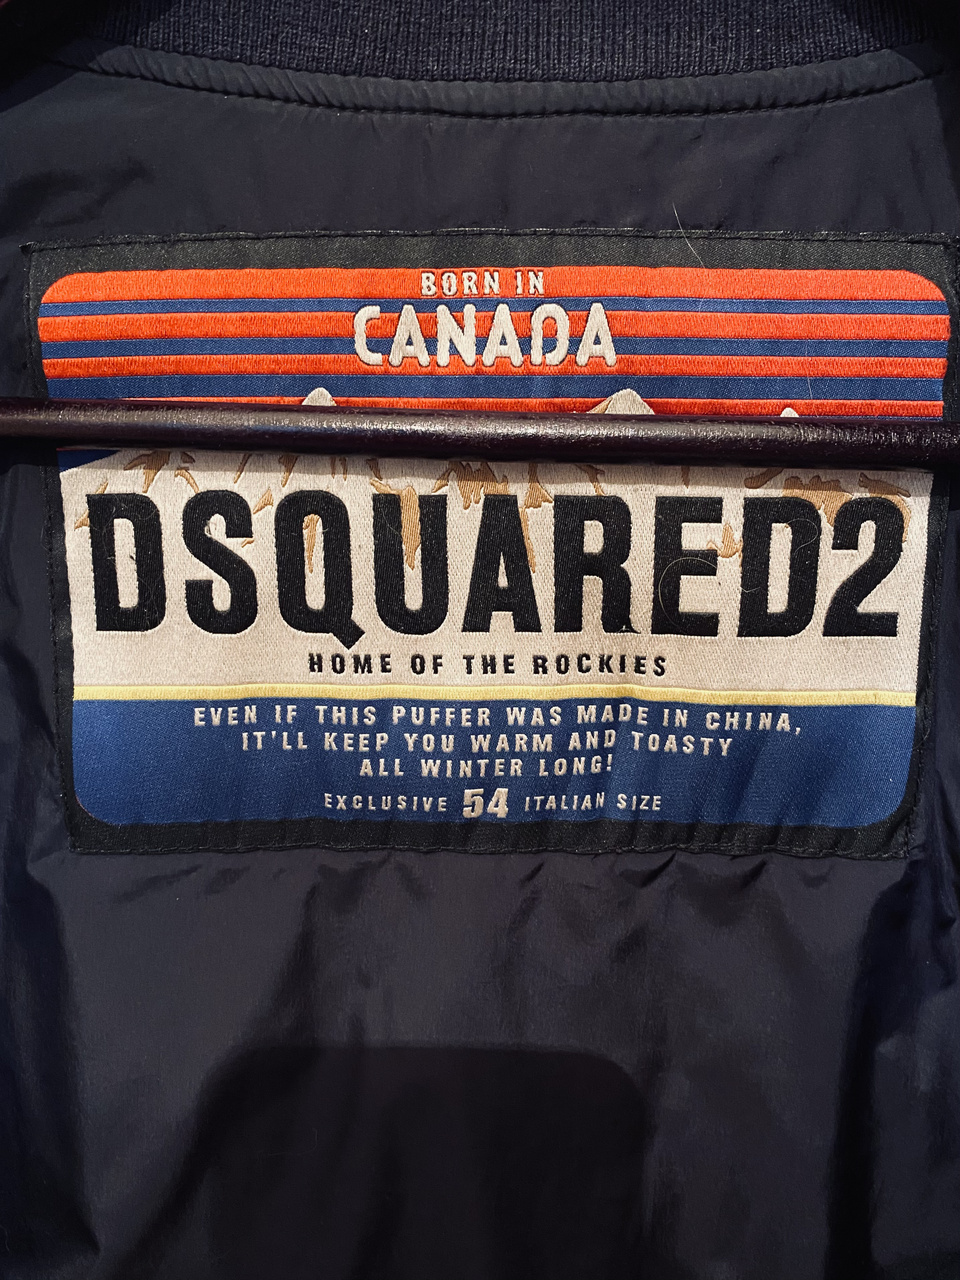 BORN IN
CANADA
DSQUARED2
HOME OF THE ROCKIES
EVEN IF THIS PUFFER WAS MADE IN CHINA,
IT'LL KEEP YOU WARM AND TOASTY
ALL WINTER LONG!
EXCLUSIVE 54 ITALIAN SIZE